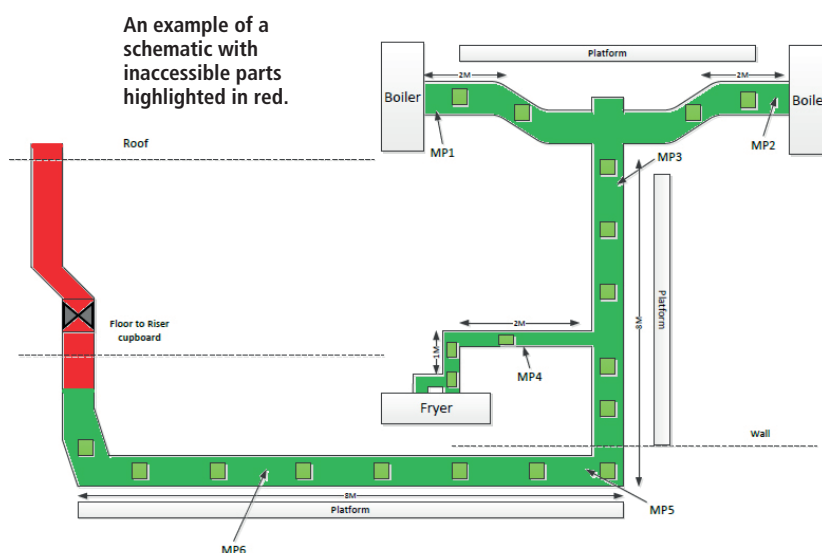 An example of a
schematic with
inaccessible parts
highlighted in red.
Platform
2M
2M
Boiler
Boile
MP1
MP2
Roof
MP3
Platform
8M
Floor to Riser
cupboard
2M
1M
MP4
Fryer
Wall
8M
Platform
MP5
MP6